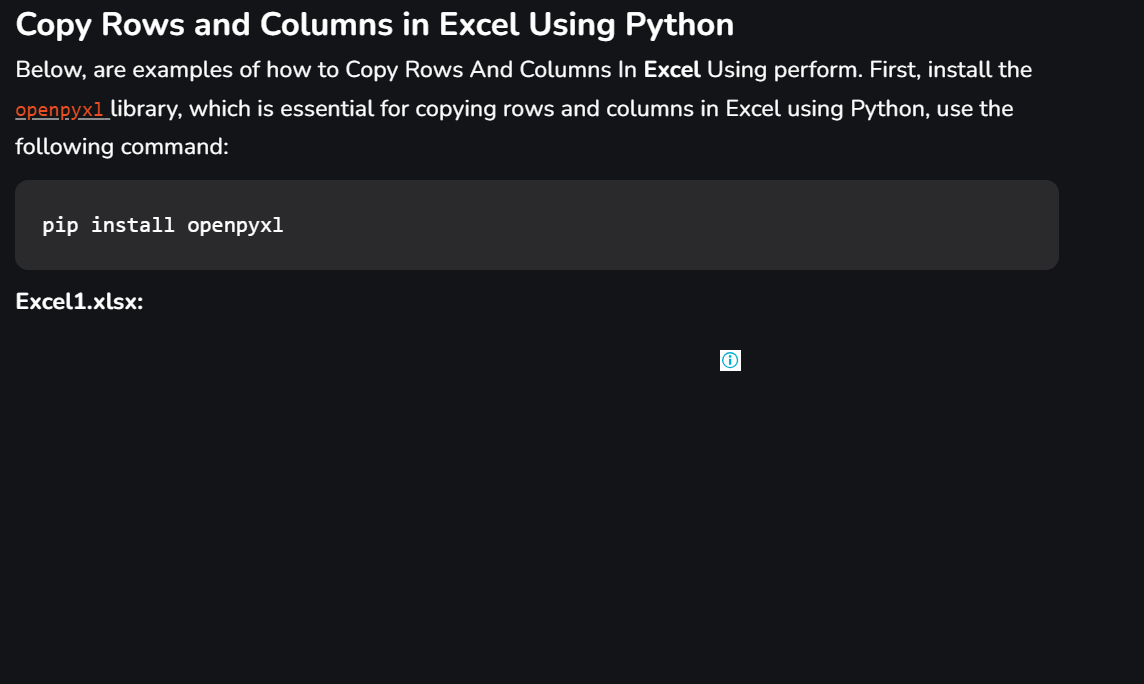 Copy Rows and Columns in Excel Using Python
Below, are examples of how to Copy Rows And Columns In Excel Using perform. First, install the
openpyxl library, which is essential for copying rows and columns in Excel using Python, use the
following command:
pip install openpyxl
Excel1.xlsx: